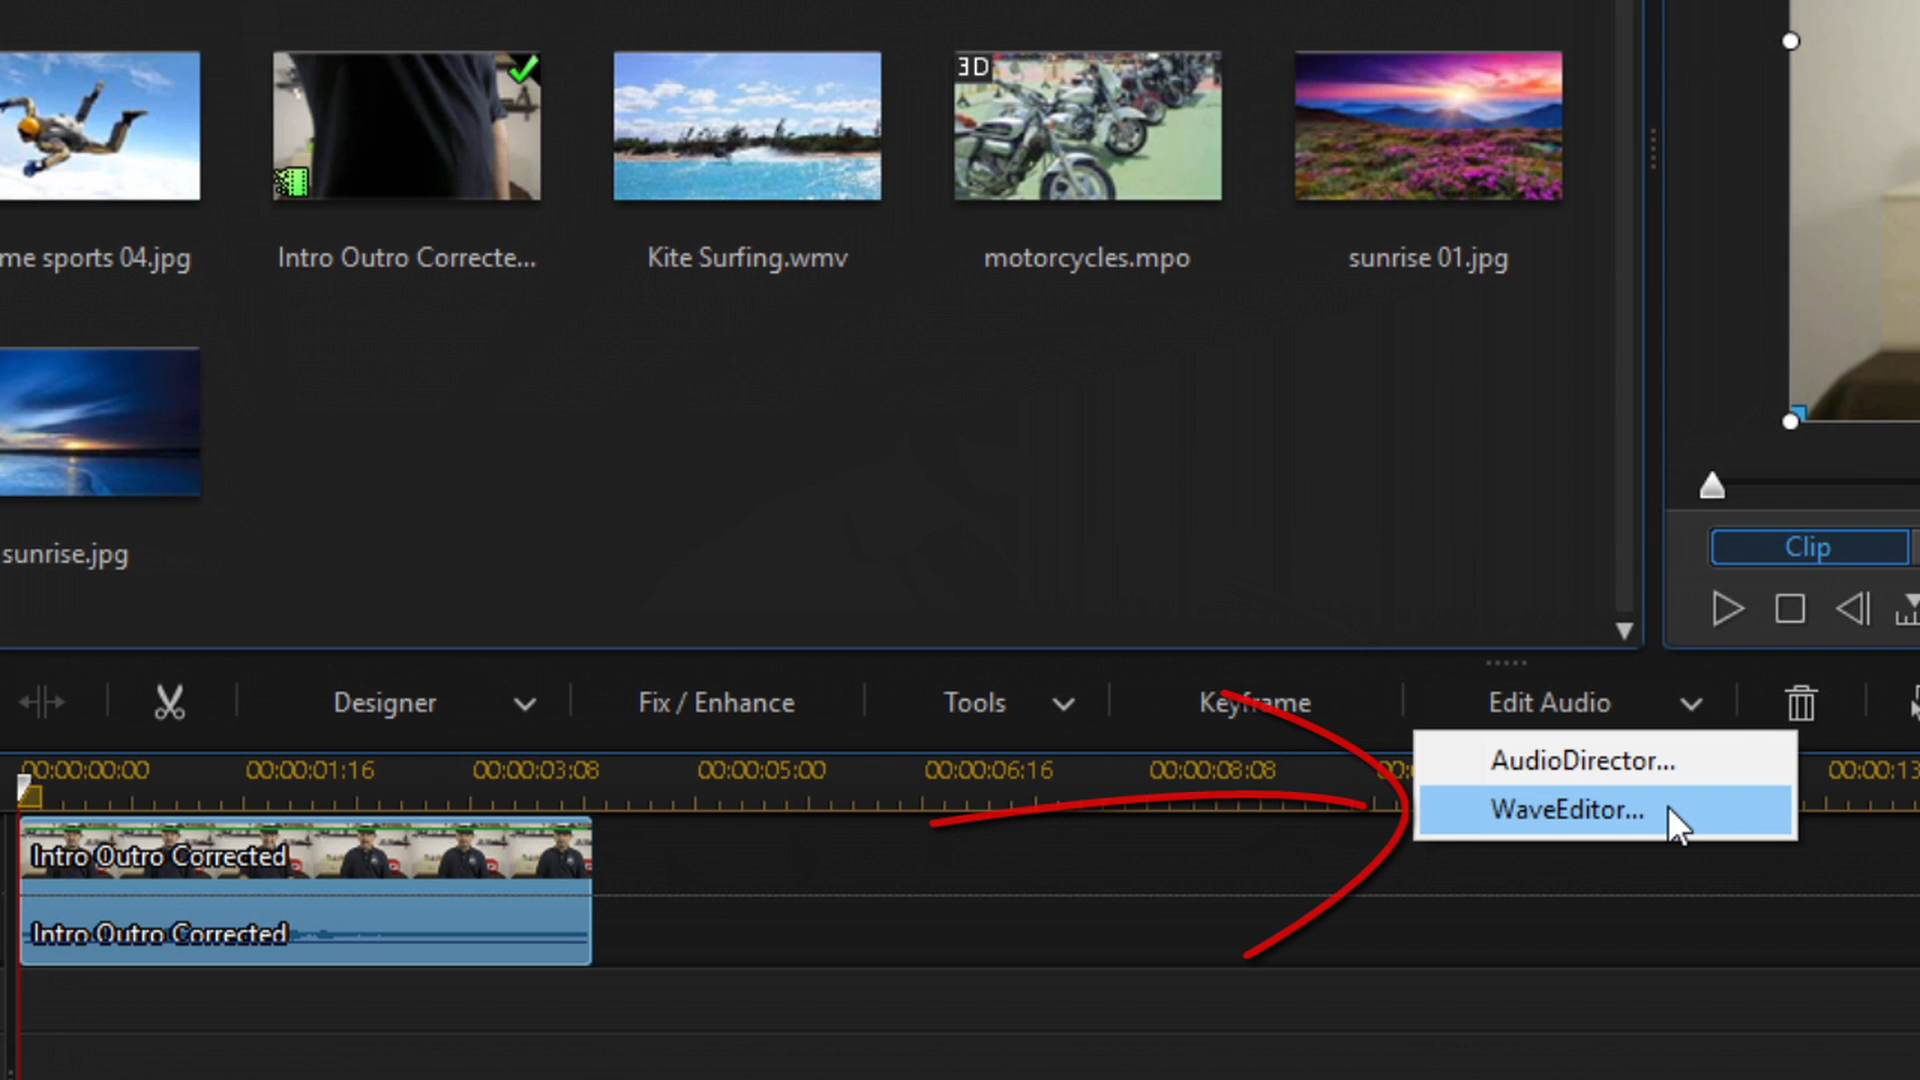 3D
me sports 04.jpg
Intro Outro Correcte...
Kite Surfing.wmv
motorcycles.mpo
sunrise 01.jpg
sunrise.jpg
Clip
Designer
Fix / Enhance
Tools
Keyframe
Edit Audio
AudioDirector...
WaveEditor...
00:00:00:00
00:00:01:16
00:00:03:08
00:00:05:00
00:00:06:16
00:00:08:08
00:00:13
Intro Outro Corrected
Intro Outro Corrected